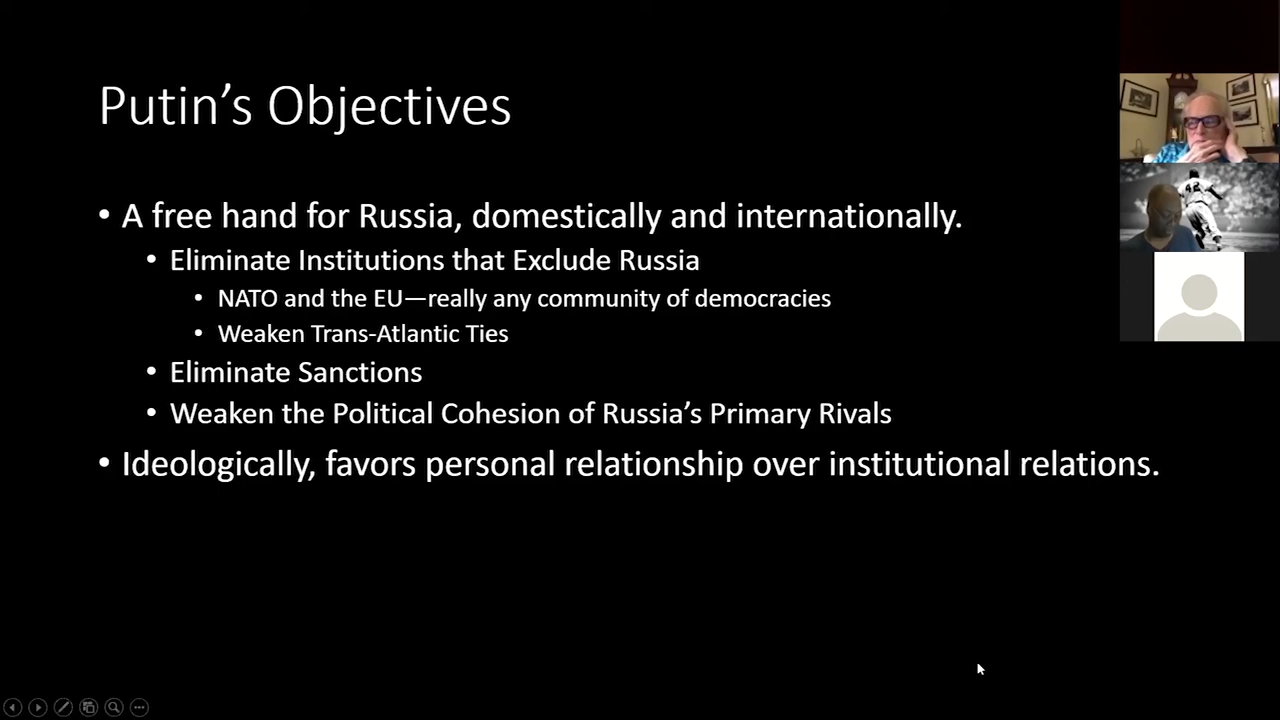 Putin’s Objectives
• A free hand for Russia, domestically and internationally.
• Eliminate Institutions that Exclude Russia
• NATO and the EU—really any community of democracies
• Weaken Trans-Atlantic Ties
• Eliminate Sanctions
• Weaken the Political Cohesion of Russia’s Primary Rivals
• Ideologically, favors personal relationship over institutional relations.
42